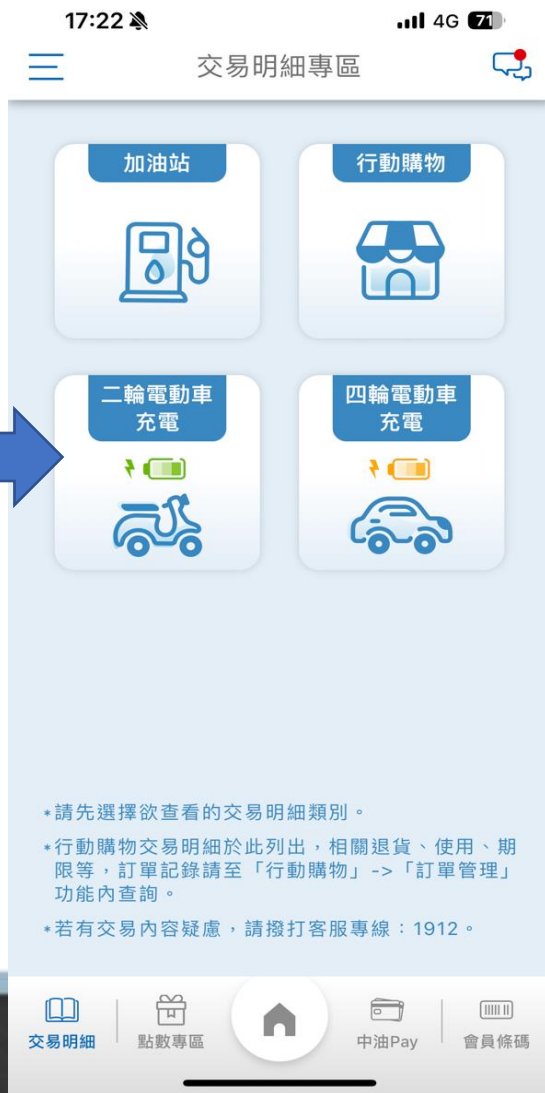 17:22 4G 71
交易明細專區
加油站 行動購物
二輪電動車 四輪電動車
充電 充電
*請先選擇欲查看的交易明細類別。
*行動購物交易明細於此列出，相關退貨、使用、期
限等，訂單記錄請至「行動購物」->「訂單管理」
功能內查詢。
*若有交易內容疑慮，請撥打客服專線：1912。
交易明細 點數專區 中油Pay 會員條碼